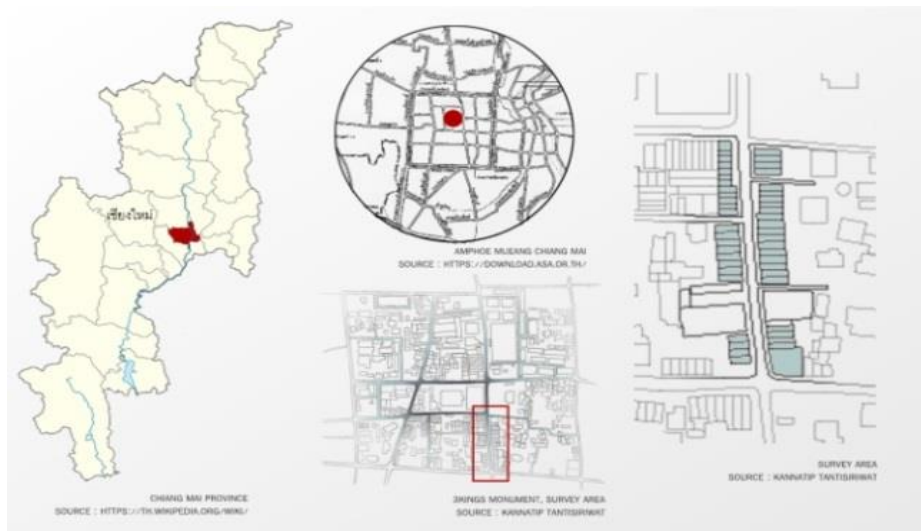 เชียงใหม่
CHIANG MAI PROVINCE
SOURCE : HTTPS://TH.WIKIPEDIA.ORG/WIKI/
AMPHOE MUEANG CHIANG MAI
SOURCE : HTTPS://DOWNLOAD.ASA.OR.TH/
3KINGS MONUMENT, SURVEY AREA
SOURCE : KANNATIP TANTISIRIWAT
SURVEY AREA
SOURCE : KANNATIP TANTISIRIWAT